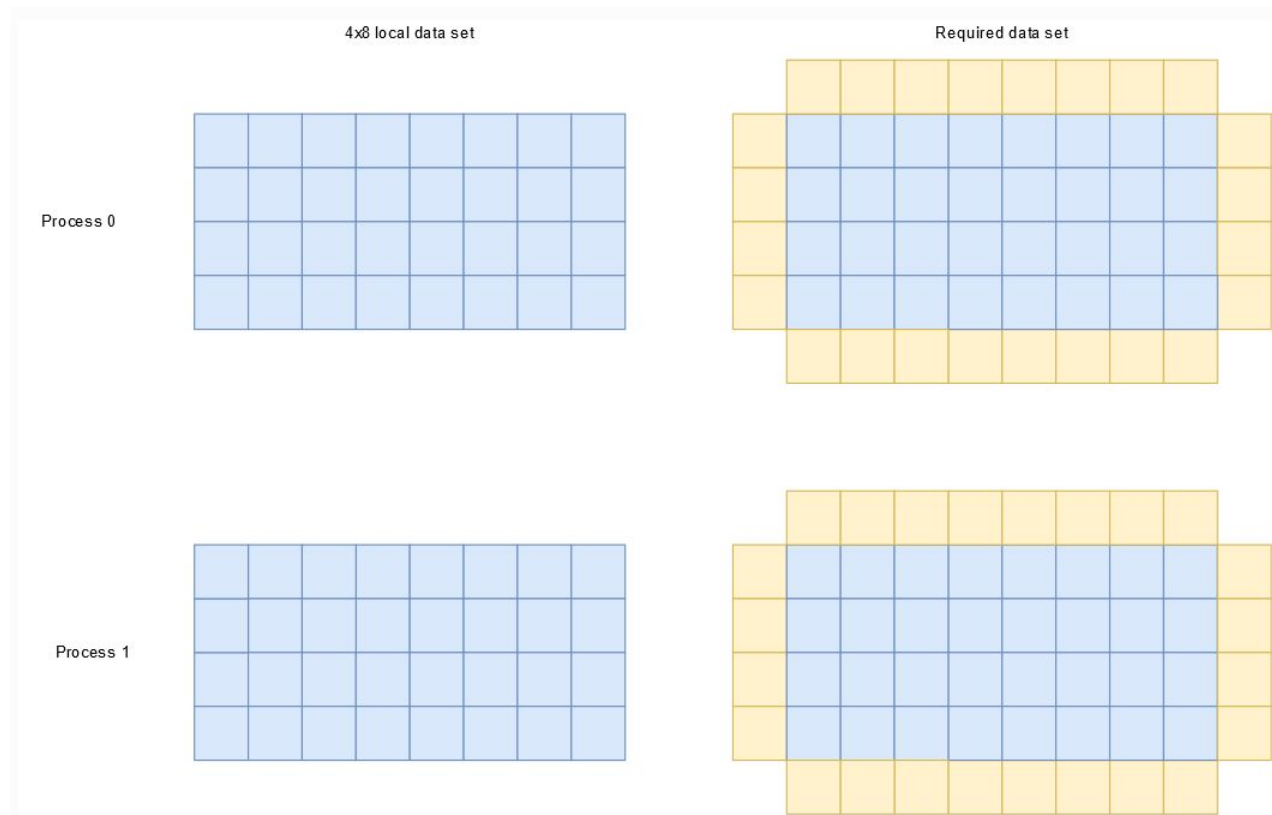 4x8 local data set
Required data set
Process 0
Process 1